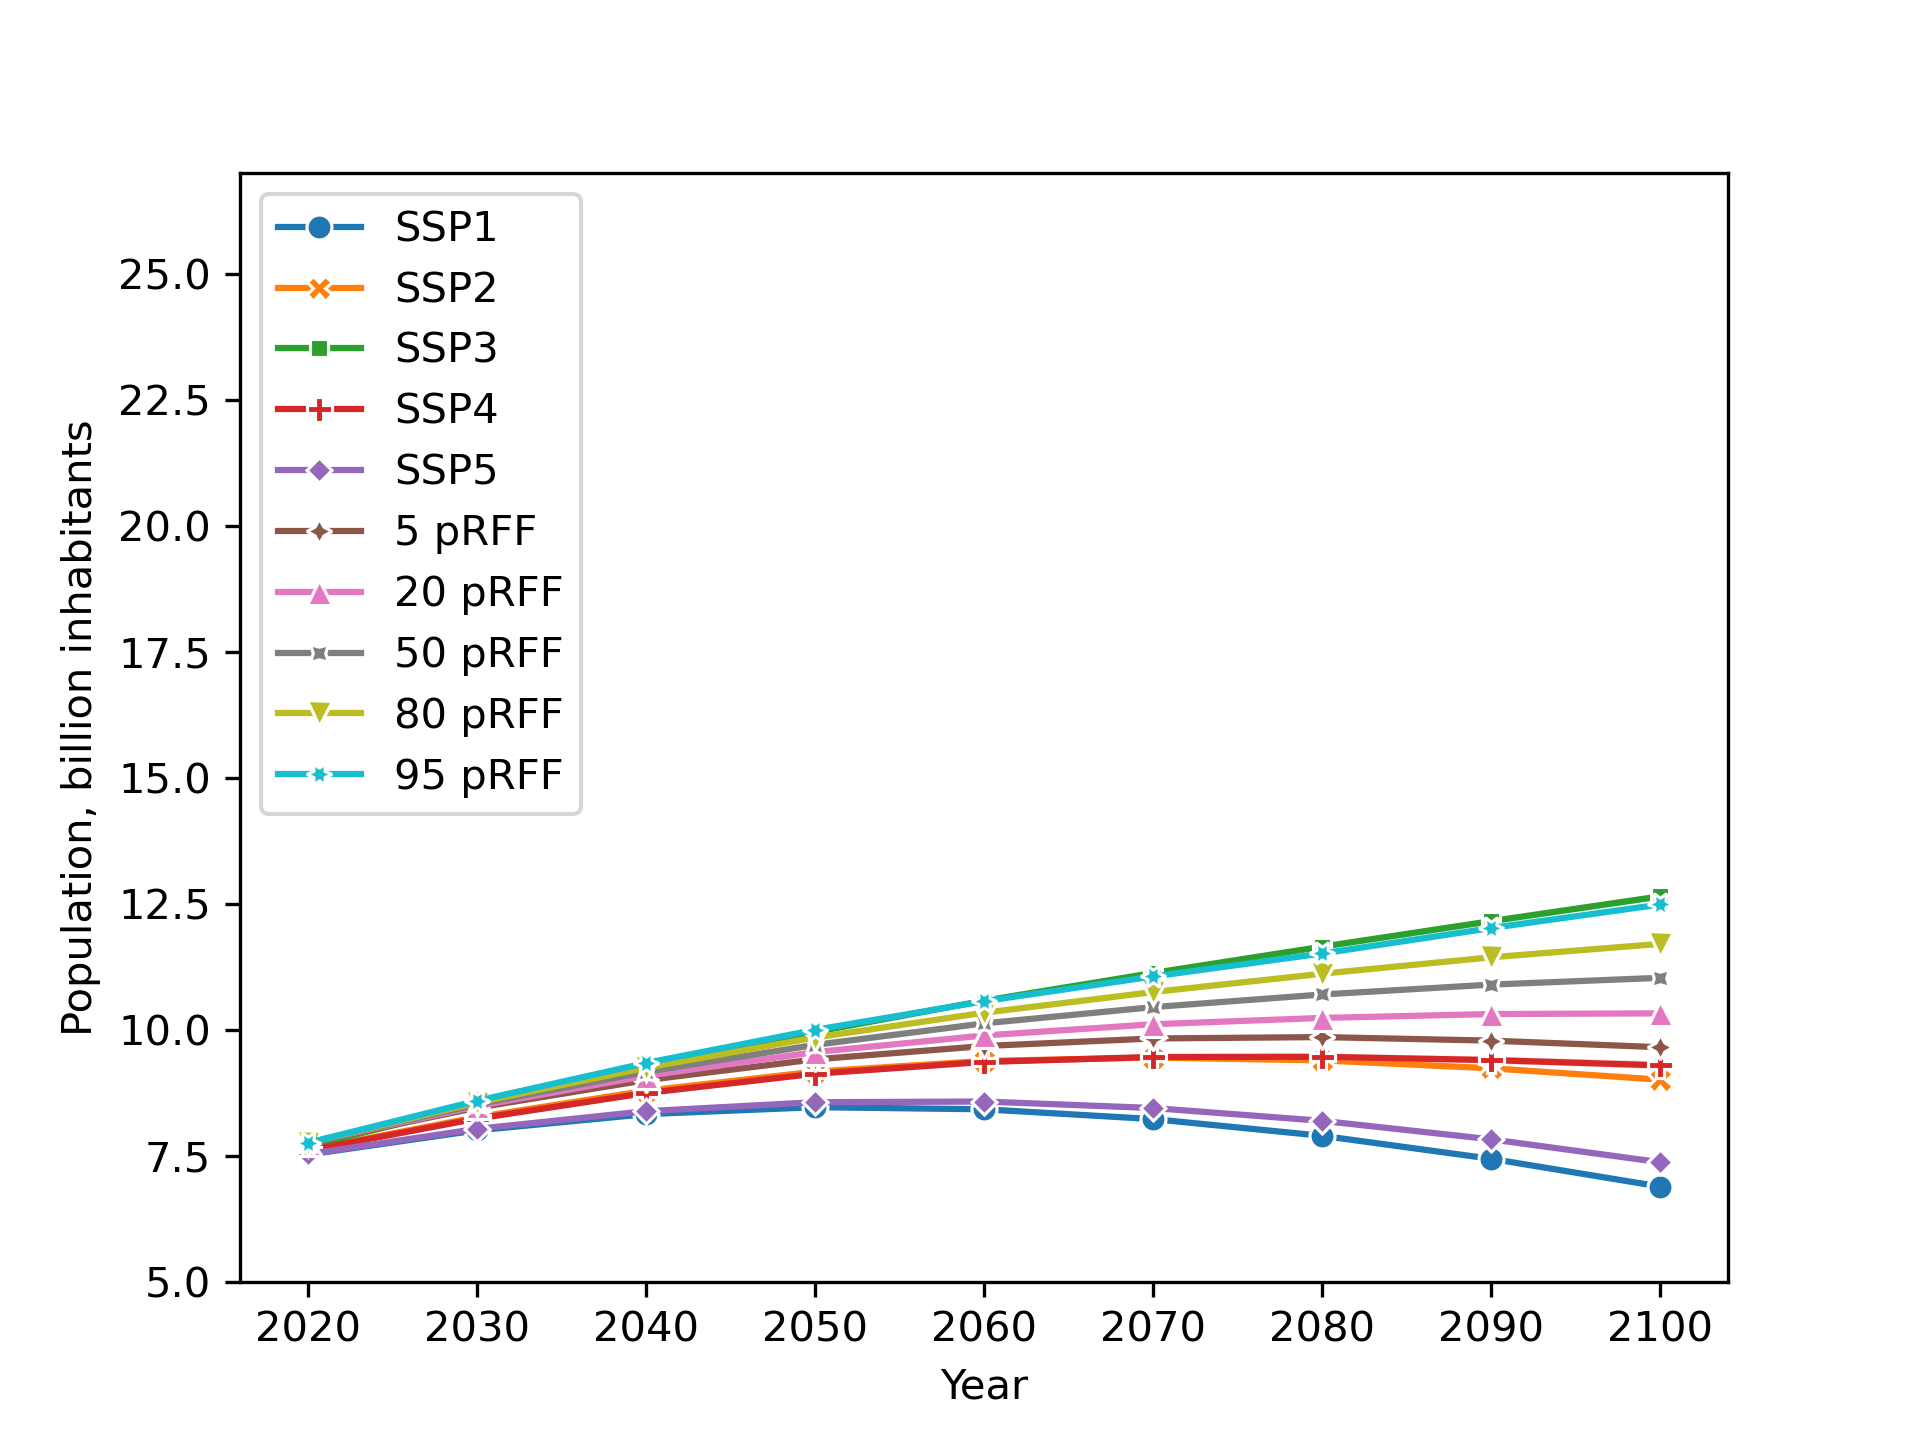 SSP1
SSP2
SSP3
SSP4
SSP5
5 pRFF
20 pRFF
50 pRFF
80 pRFF
95 pRFF
Population, billion inhabitants
25.0
22.5
20.0
17.5
15.0
12.5
10.0
7.5
5.0
2020 2030 2040 2050 2060 2070 2080 2090 2100
Year